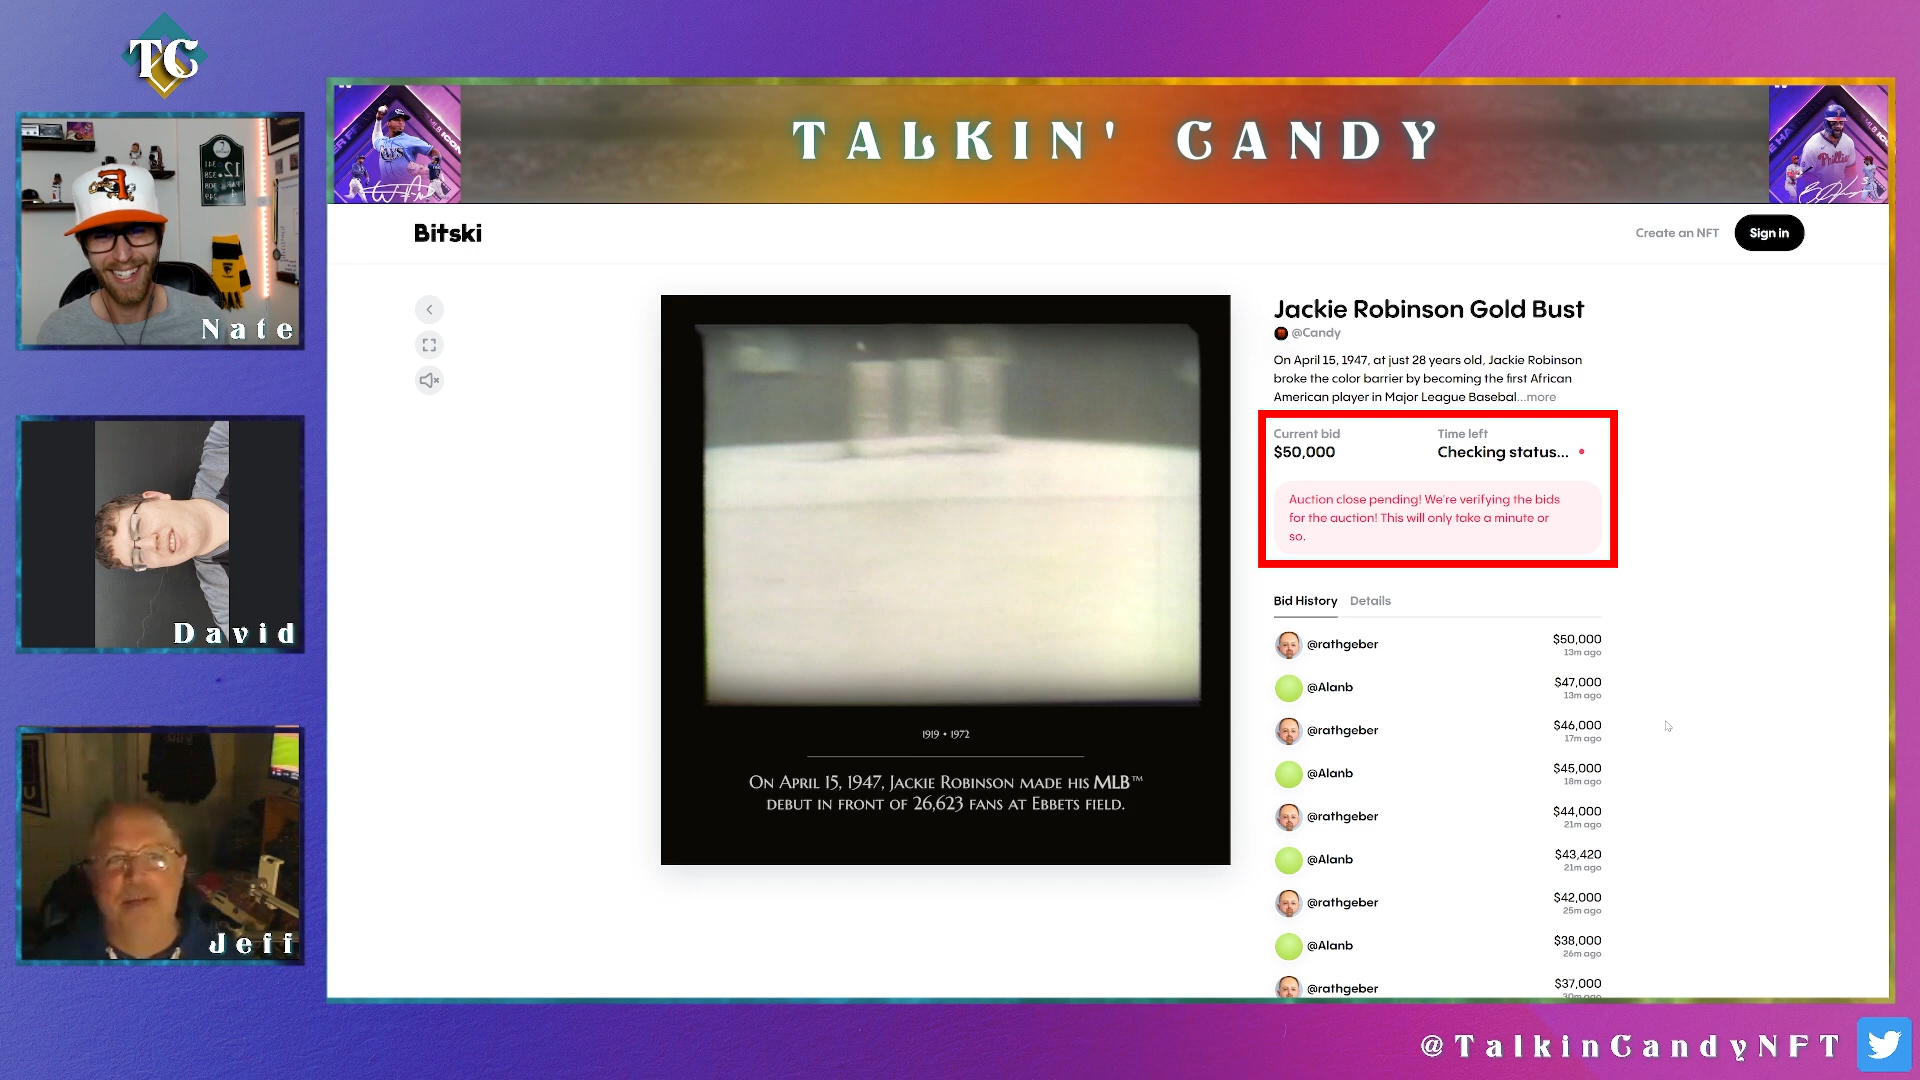 TC
TALKIN' CANDY
Bitski
Create an NFT
Sign in
Nate
David
Jeff
1919 • 1972
On April 15, 1947, Jackie Robinson made his MLB™
debut in front of 26,623 fans at Ebbets field.
Jackie Robinson Gold Bust
@Candy
On April 15, 1947, at just 28 years old, Jackie Robinson
broke the color barrier by becoming the first African
American player in Major League Basebal...more
Current bid
$50,000
Time left
Checking status...
Auction close pending! We're verifying the bids
for the auction! This will only take a minute or
so.
Bid History
Details
@rathgeber $50,000
13m ago
@Alanb $47,000
13m ago
@rathgeber $46,000
17m ago
@Alanb $45,000
18m ago
@rathgeber $44,000
21m ago
@Alanb $43,420
21m ago
@rathgeber $42,000
25m ago
@Alanb $38,000
26m ago
@rathgeber $37,000
30m ago
@TalkinCandyNFT